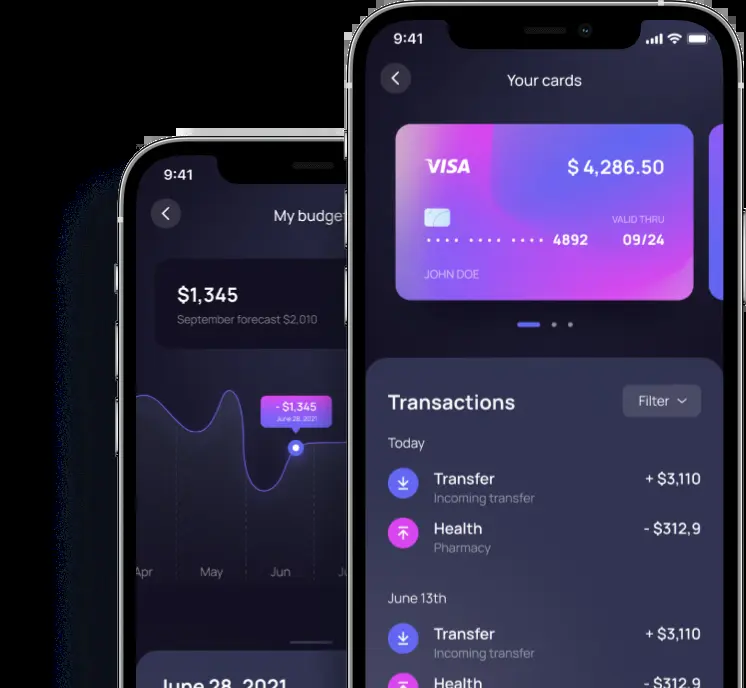 9:41
My budget
$1,345
September forecast $2,010
- $1,345
June 28, 2021
Apr
May
Jun
June 28, 2021
9:41
Your cards
VISA
$ 4,286.50
VALID THRU
•••• •••• •••• 4892
09/24
JOHN DOE
Transactions
Filter
Today
Transfer
+ $3,110
Incoming transfer
Health
- $312,9
Pharmacy
June 13th
Transfer
+ $3,110
Incoming transfer
Health
- $312,9